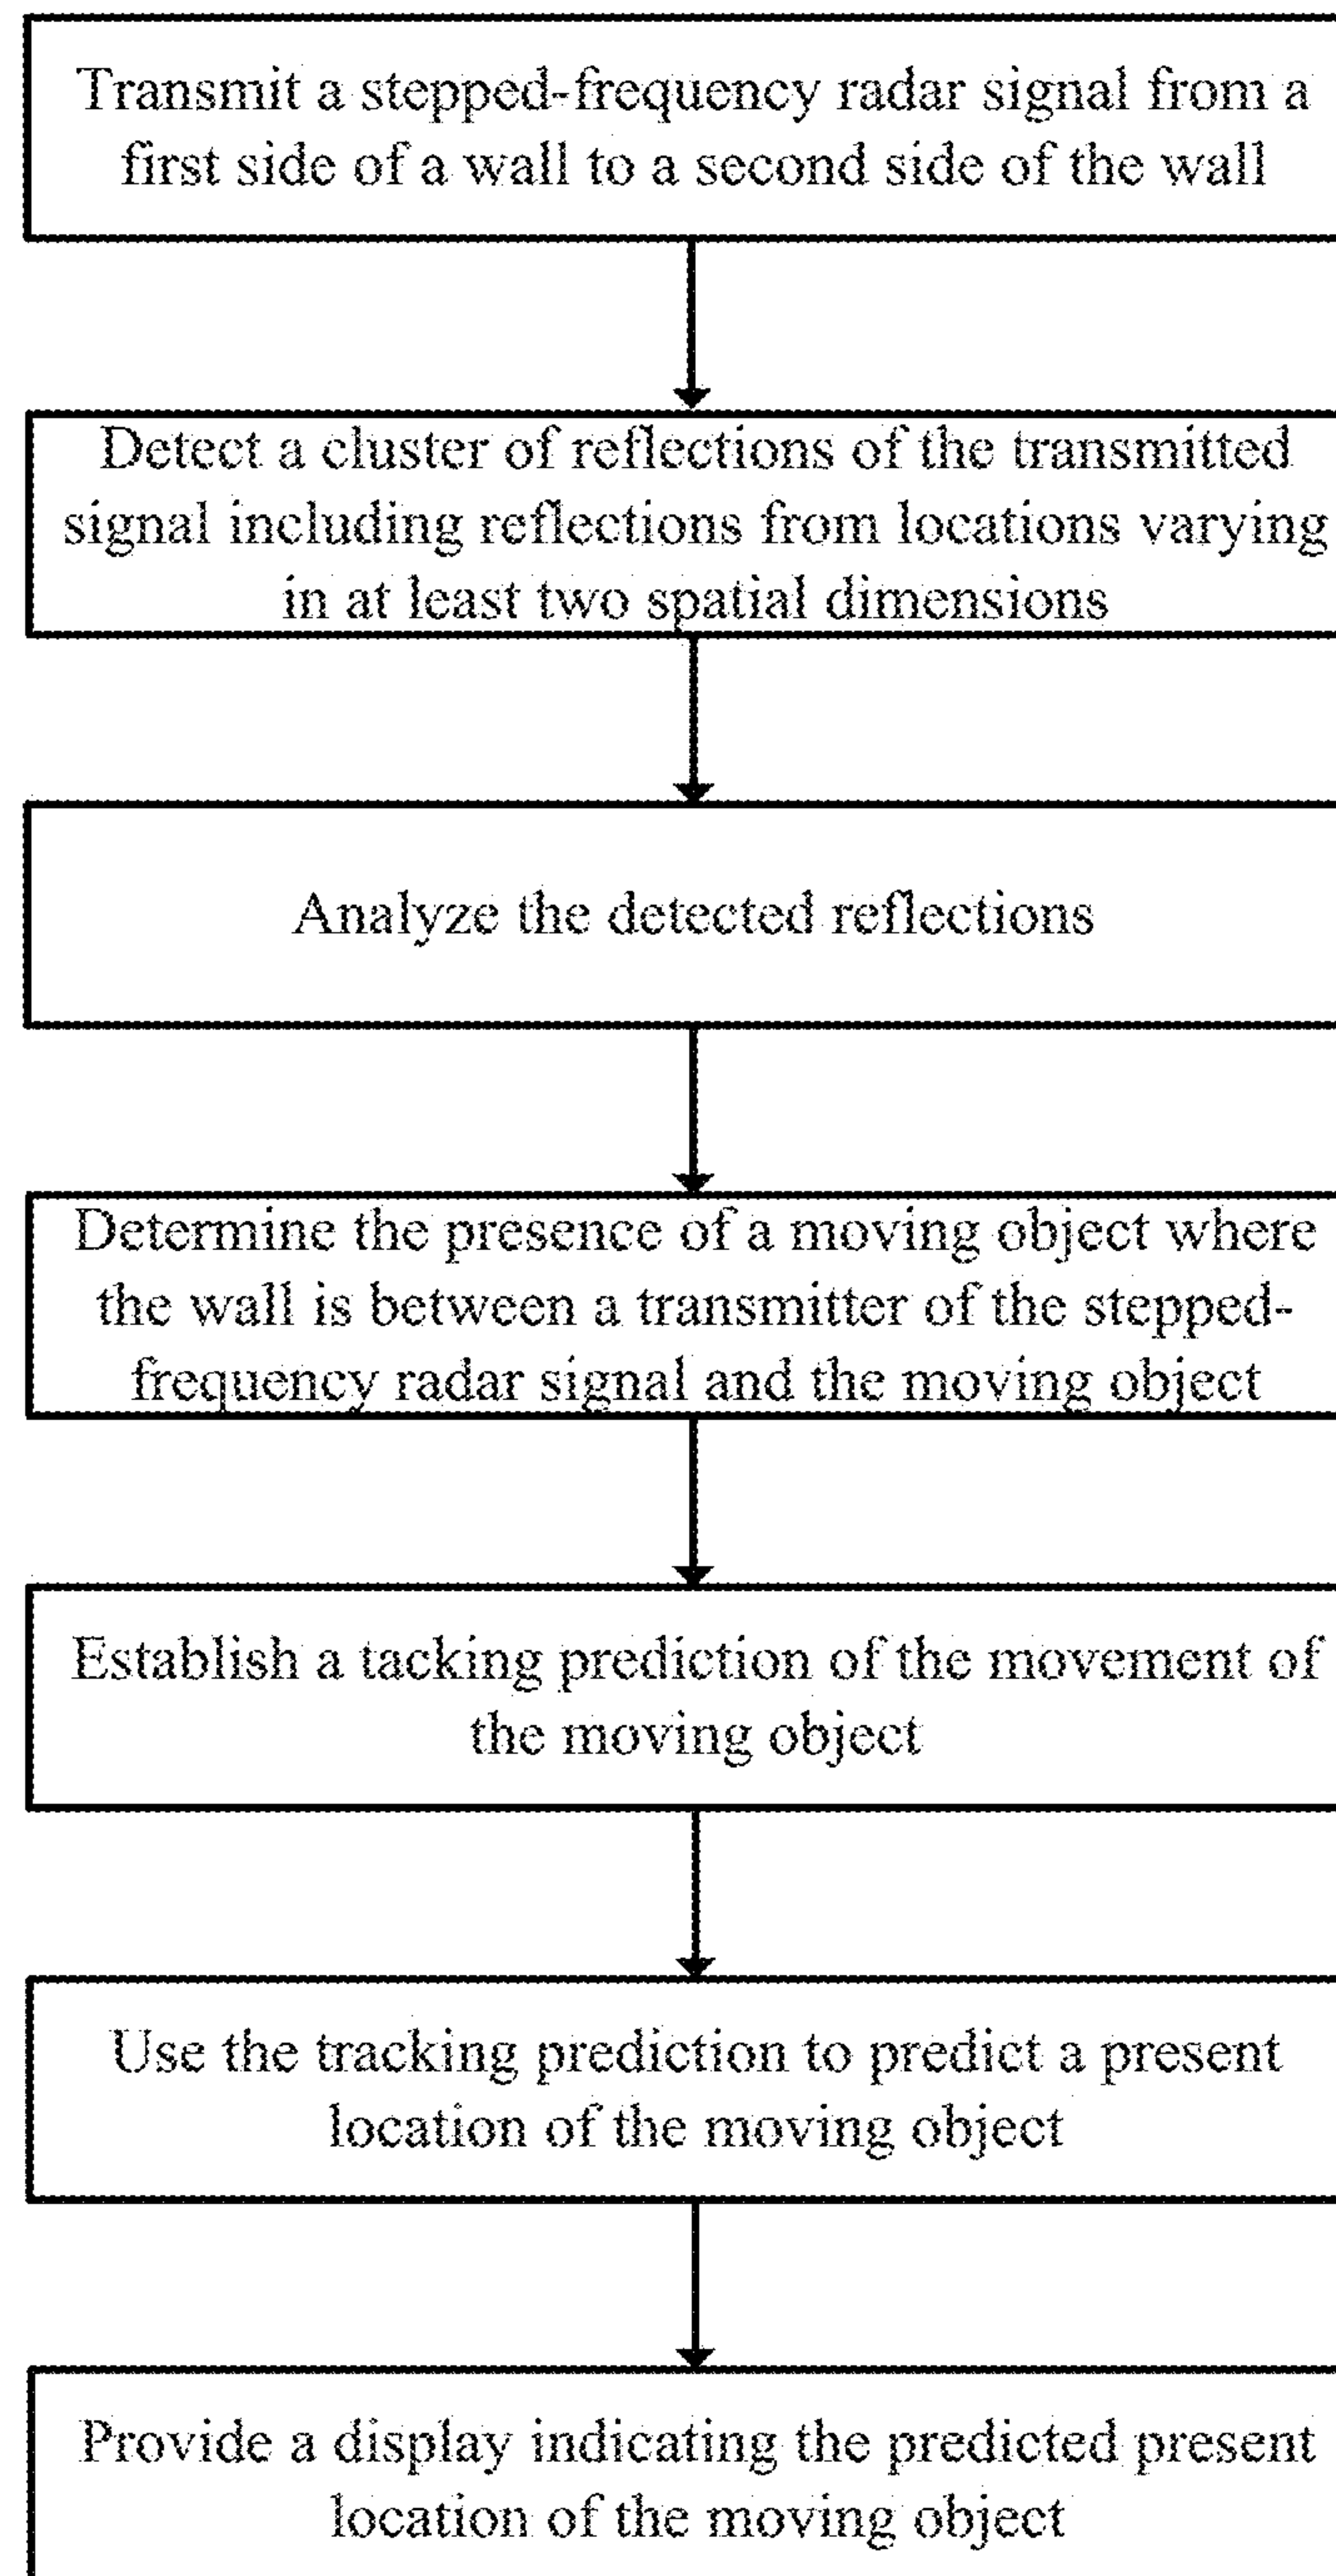 Transmit a stepped-frequency radar signal from a
first side of a wall to a second side of the wall
Detect a cluster of reflections of the transmitted
signal including reflections from locations varying
in at least two spatial dimensions
Analyze the detected reflections
Determine the presence of a moving object where
the wall is between a transmitter of the stepped-
frequency radar signal and the moving object
Establish a tacking prediction of the movement of
the moving object
Use the tracking prediction to predict a present
location of the moving object
Provide a display indicating the predicted present
location of the moving object